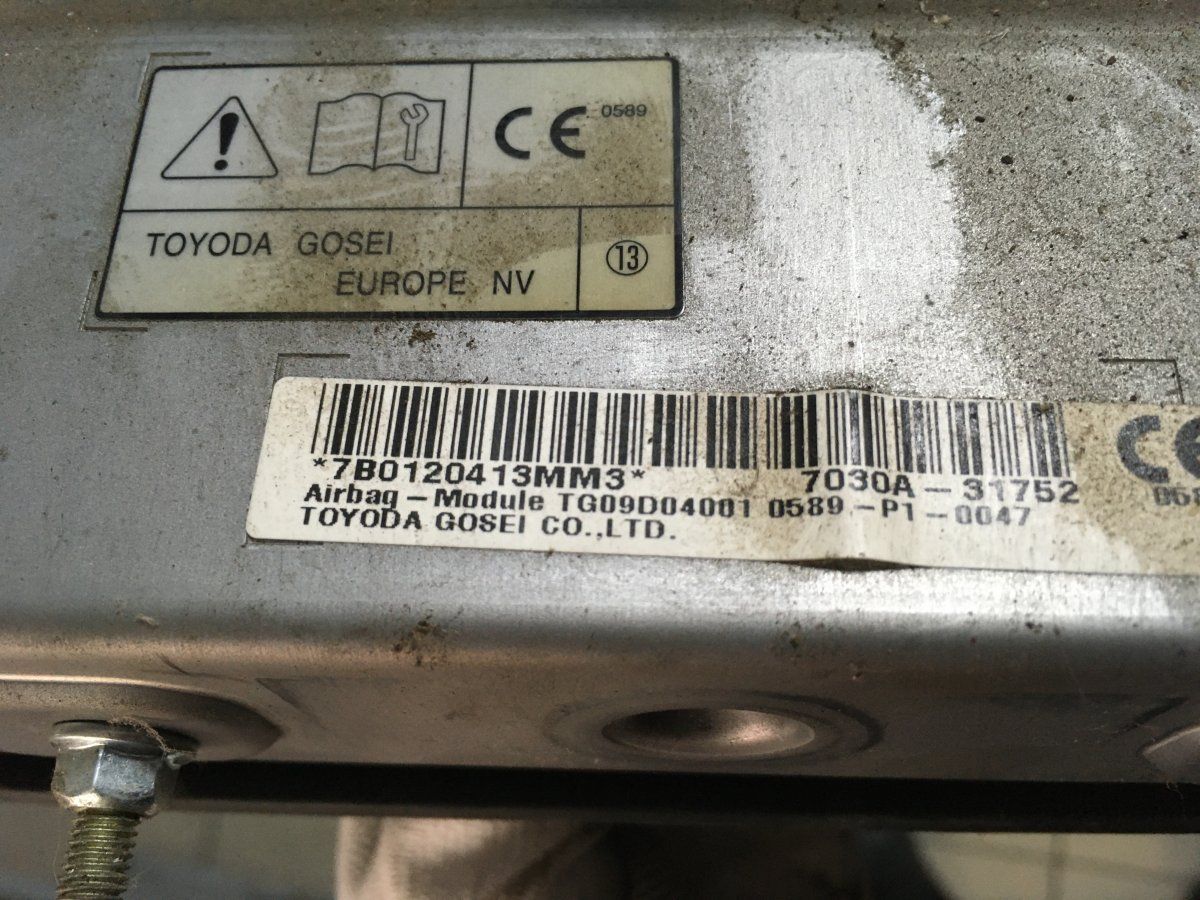 CE 0589
TOYODA GOSEI
EUROPE NV
13
*7B0120413MM3* 7030A-31752
Airbag-Module TG09D04001 0589-P1-0047
TOYODA GOSEI CO.,LTD.
CE